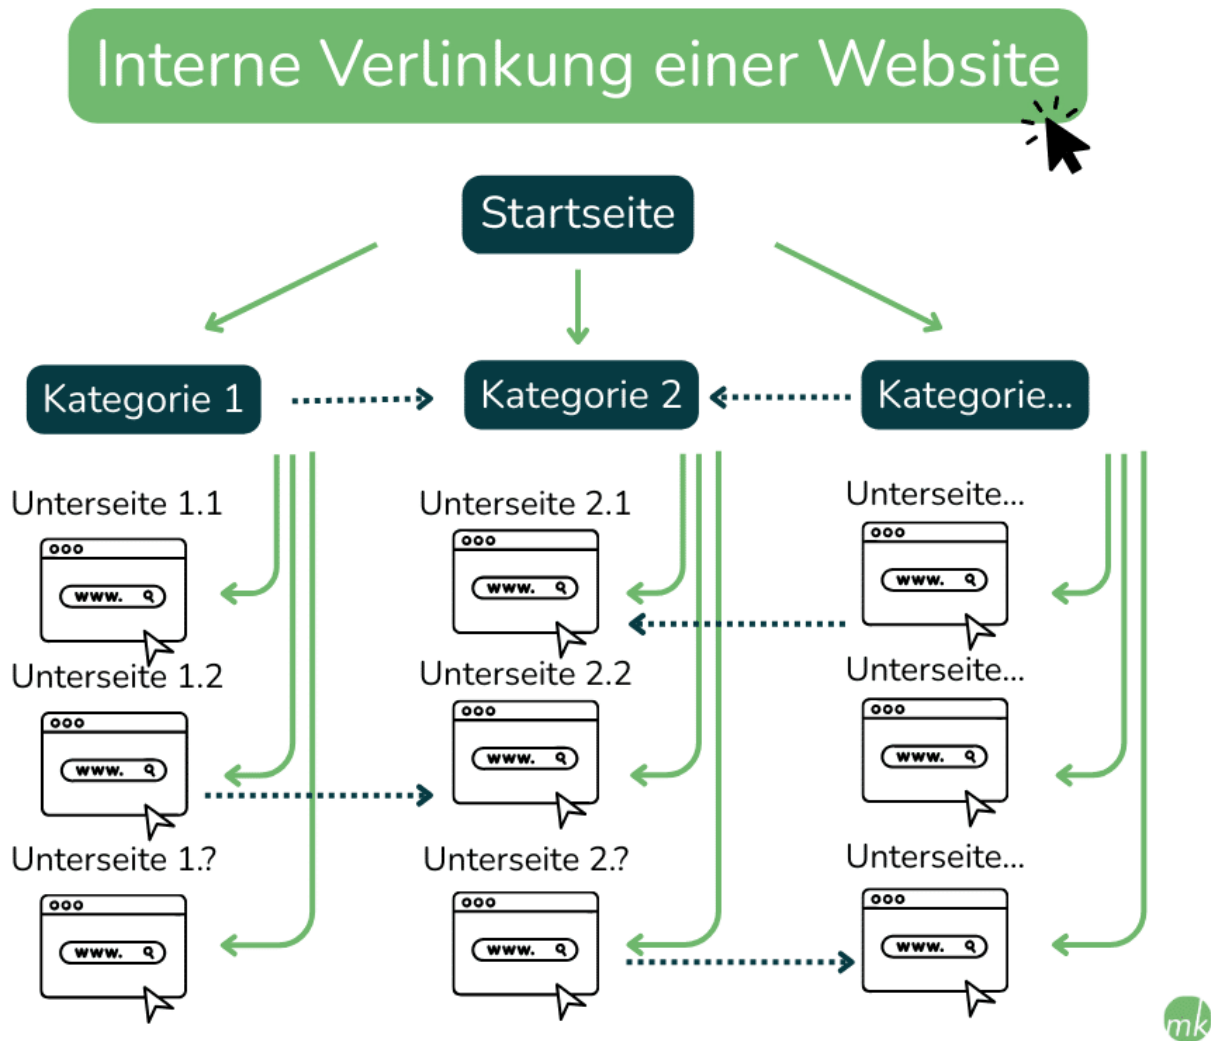 Interne Verlinkung einer Website
Startseite
Kategorie 1
Kategorie 2
Kategorie...
Unterseite 1.1
www.
Unterseite 2.1
www.
Unterseite...
www.
Unterseite 1.2
www.
Unterseite 2.2
www.
Unterseite...
www.
Unterseite 1.?
www.
Unterseite 2.?
www.
Unterseite...
www.
mk